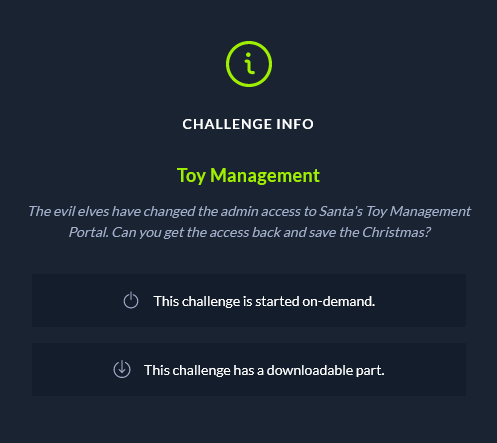 CHALLENGE INFO
Toy Management
The evil elves have changed the admin access to Santa's Toy Management
Portal. Can you get the access back and save the Christmas?
This challenge is started on-demand.
This challenge has a downloadable part.